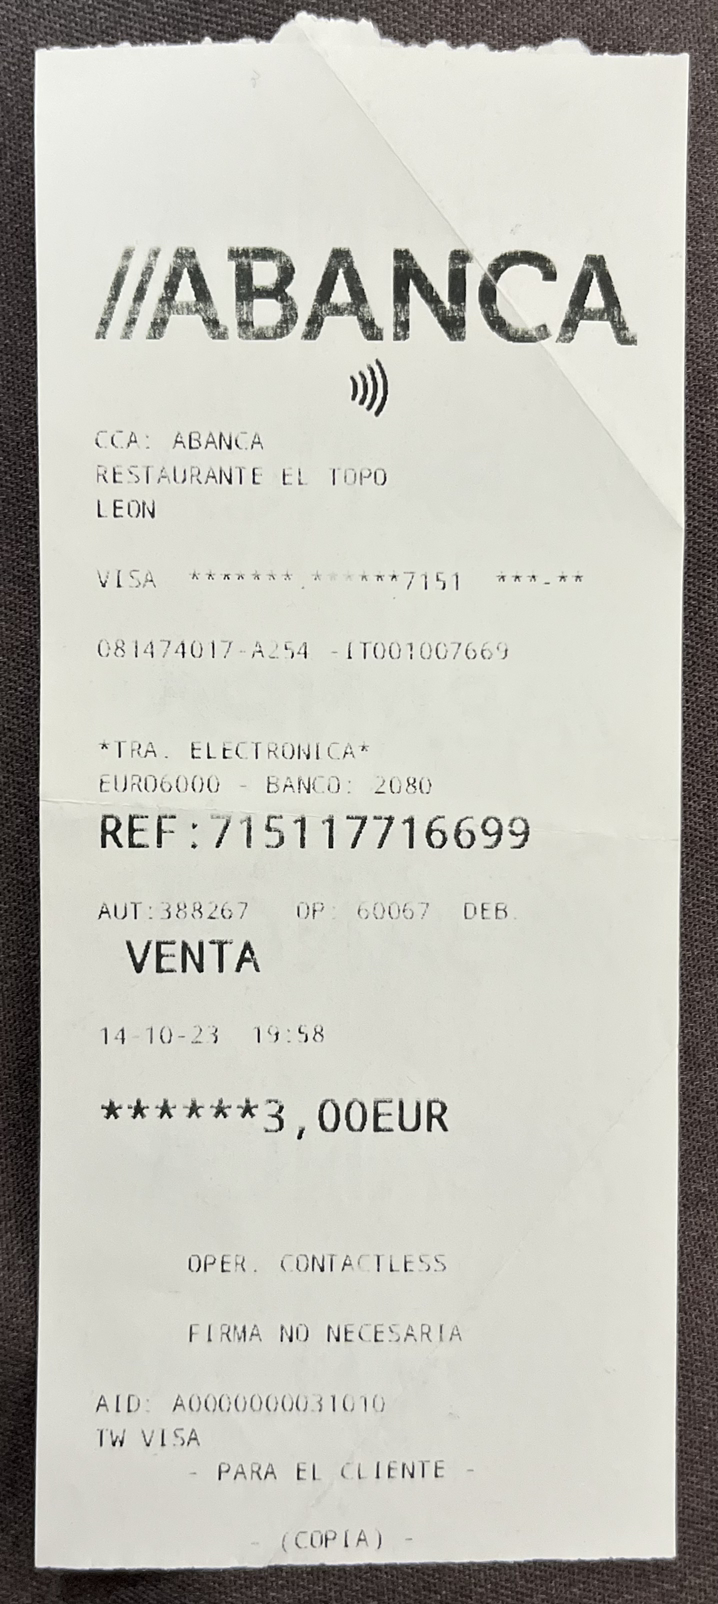 //ABANCA
CCA: ABANCA
RESTAURANTE EL TOPO
LEON
VISA *******.******7151 ***-**
081474017-A254 -IT001007669
*TRA. ELECTRONICA*
EURO6000 - BANCO: 2080
REF:715117716699
AUT:388267 OP: 60067 DEB.
VENTA
14-10-23 19:58
******3,00EUR
OPER. CONTACTLESS
FIRMA NO NECESARIA
AID: A0000000031010
TW VISA
- PARA EL CLIENTE -
- (COPIA) -